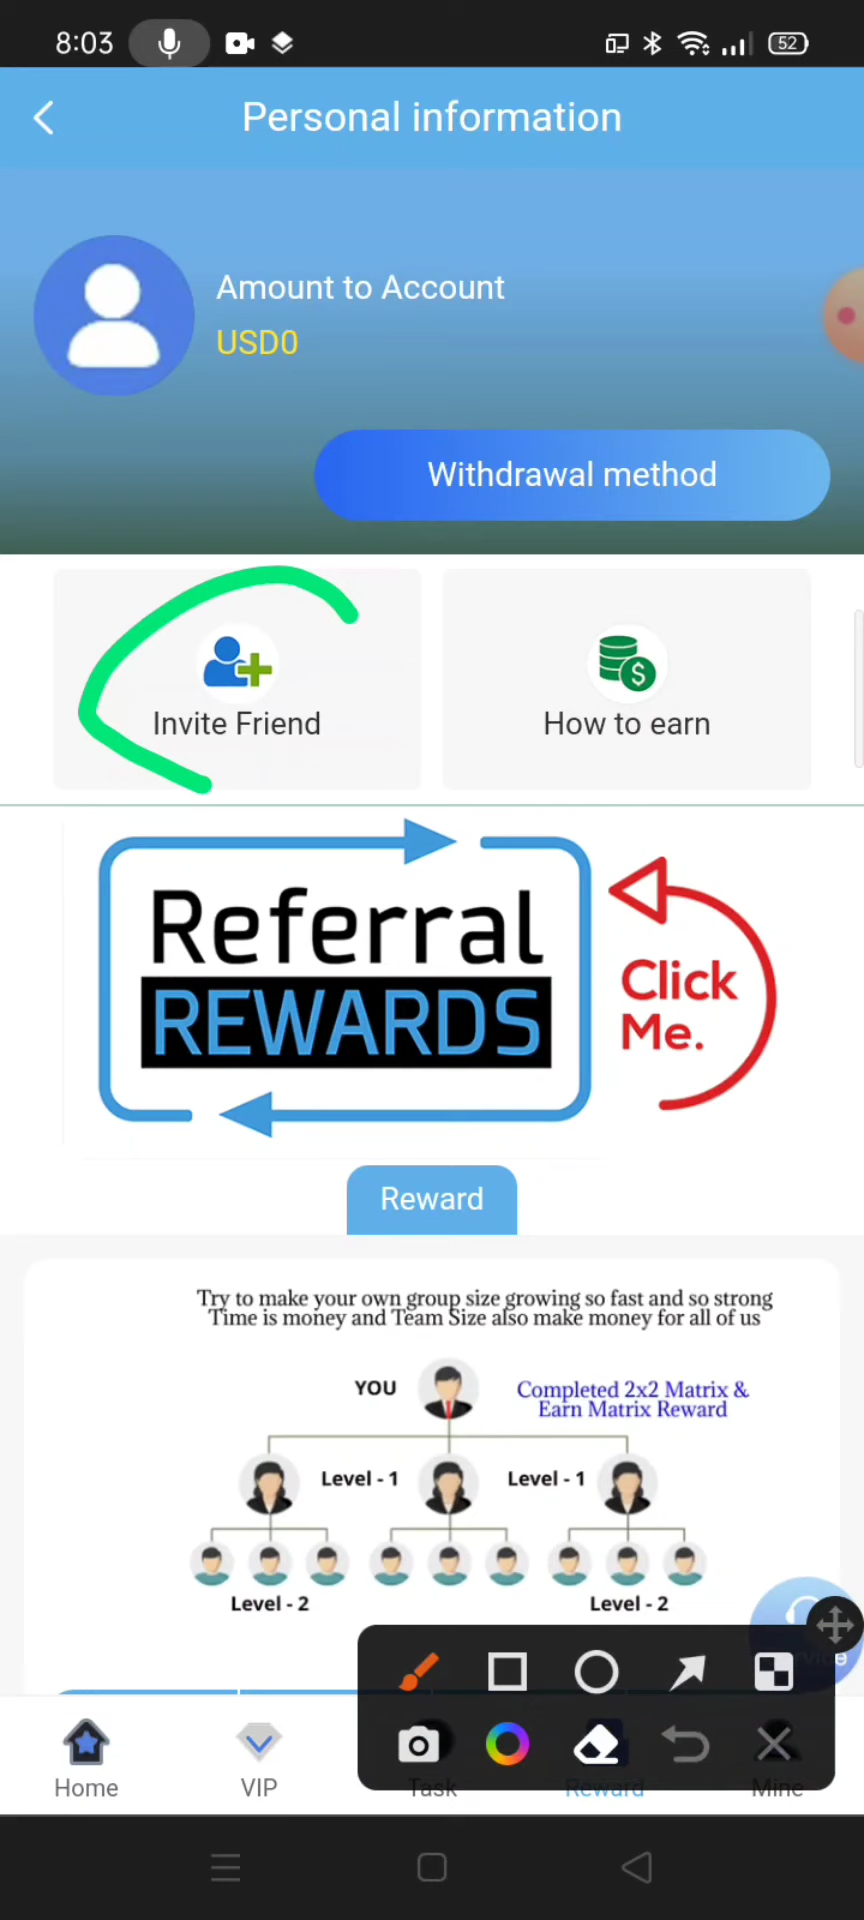 8:03
52
Personal information
Amount to Account
USD0
Withdrawal method
Invite Friend
How to earn
Referral
REWARDS
Click
Me.
Reward
Try to make your own group size growing so fast and so strong
Time is money and Team Size also make money for all of us
YOU
Completed 2x2 Matrix &
Earn Matrix Reward
Level - 1
Level - 1
Level - 2
Level - 2
Home
VIP
Task
Reward
Mine